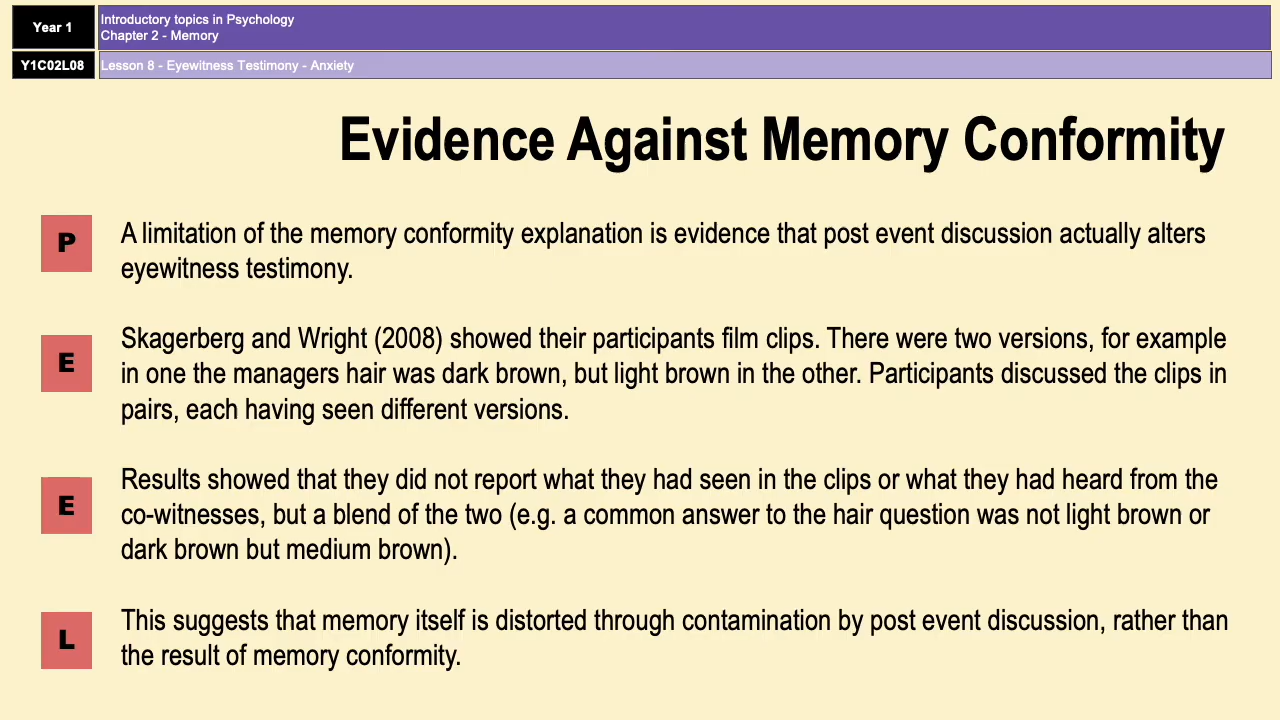 Year 1
Introductory topics in Psychology
Chapter 2 - Memory
Y1C02L08
Lesson 8 - Eyewitness Testimony - Anxiety
Evidence Against Memory Conformity
P
A limitation of the memory conformity explanation is evidence that post event discussion actually alters
eyewitness testimony.
E
Skagerberg and Wright (2008) showed their participants film clips. There were two versions, for example
in one the managers hair was dark brown, but light brown in the other. Participants discussed the clips in
pairs, each having seen different versions.
E
Results showed that they did not report what they had seen in the clips or what they had heard from the
co-witnesses, but a blend of the two (e.g. a common answer to the hair question was not light brown or
dark brown but medium brown).
L
This suggests that memory itself is distorted through contamination by post event discussion, rather than
the result of memory conformity.